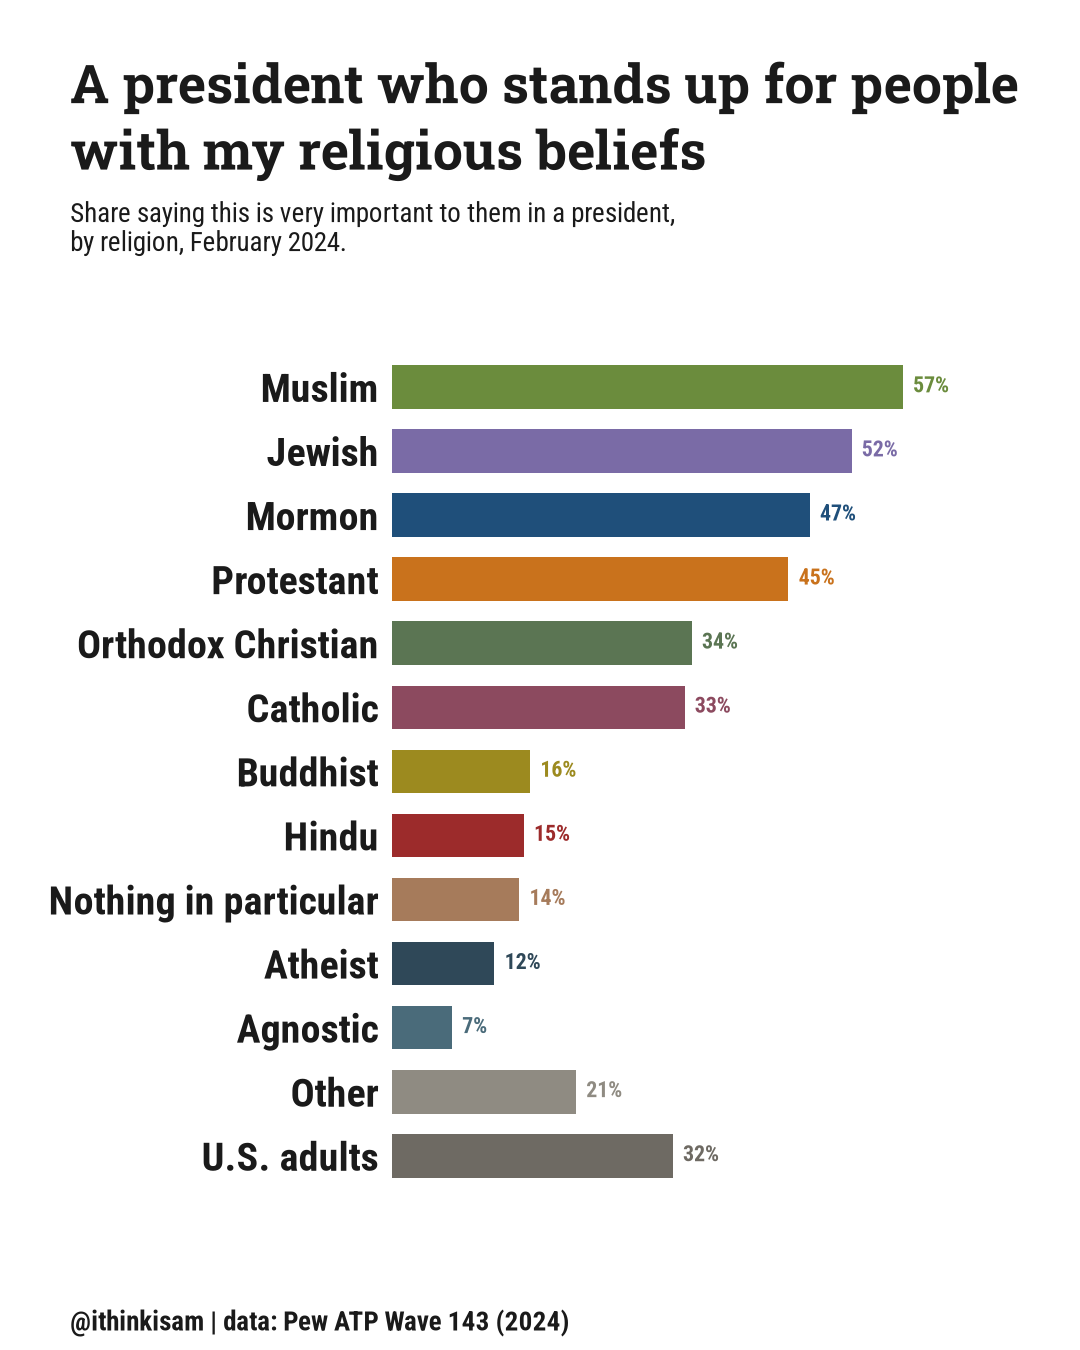 A president who stands up for people
with my religious beliefs
Share saying this is very important to them in a president,
by religion, February 2024.
Muslim 57%
Jewish 52%
Mormon 47%
Protestant 45%
Orthodox Christian 34%
Catholic 33%
Buddhist 16%
Hindu 15%
Nothing in particular 14%
Atheist 12%
Agnostic 7%
Other 21%
U.S. adults 32%
@ithinkisam | data: Pew ATP Wave 143 (2024)